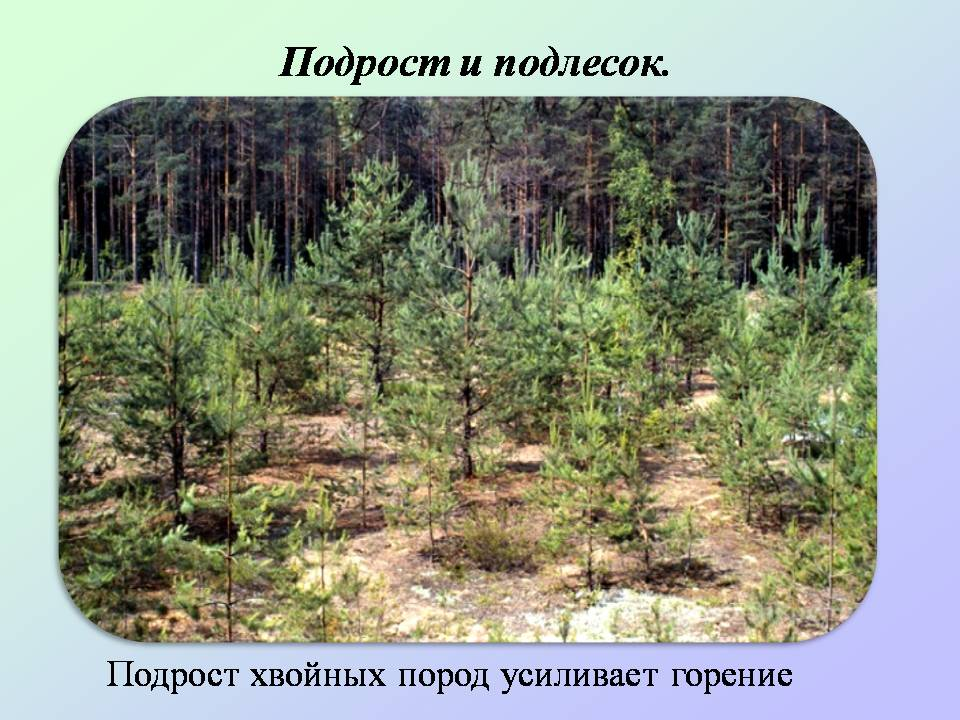 Подрост и подлесок.
Подрост хвойных пород усиливает горение